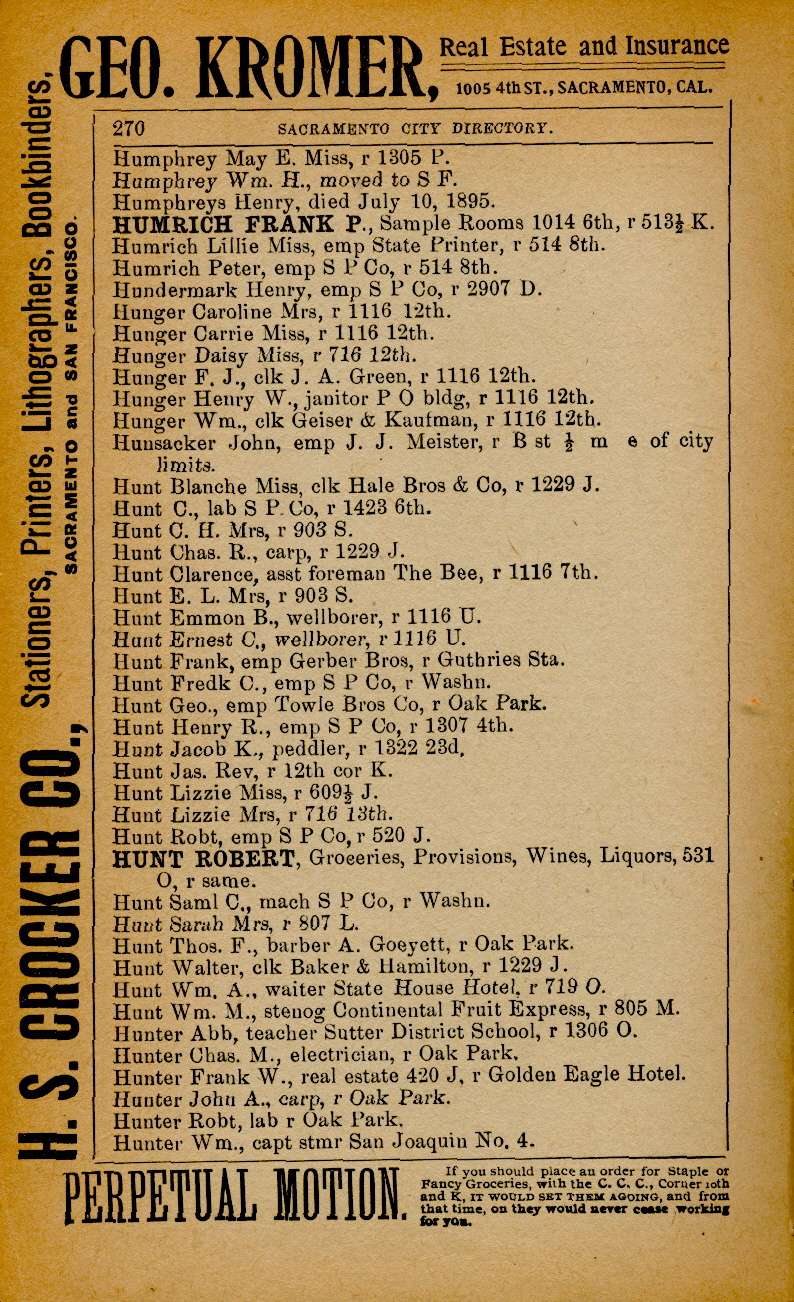 GEO. KROMER,
Real Estate and Insurance
1005 4th ST., SACRAMENTO, CAL.
H. S. CROCKER CO., Stationers, Printers, Lithographers, Bookbinders,
SACRAMENTO and SAN FRANCISCO.
270 SACRAMENTO CITY DIRECTORY.
Humphrey May E. Miss, r 1305 P.
Humphrey Wm. H., moved to S F.
Humphreys Henry, died July 10, 1895.
HUMRICH FRANK P., Sample Rooms 1014 6th, r 513½ K.
Humrich Lillie Miss, emp State Printer, r 514 8th.
Humrich Peter, emp S P Co, r 514 8th.
Hundermark Henry, emp S P Co, r 2907 D.
Hunger Caroline Mrs, r 1116 12th.
Hunger Carrie Miss, r 1116 12th.
Hunger Daisy Miss, r 716 12th.
Hunger F. J., clk J. A. Green, r 1116 12th.
Hunger Henry W., janitor P O bldg, r 1116 12th.
Hunger Wm., clk Geiser & Kaufman, r 1116 12th.
Hunsacker John, emp J. J. Meister, r B st ½ m e of city
limits.
Hunt Blanche Miss, clk Hale Bros & Co, r 1229 J.
Hunt C., lab S P. Co, r 1423 6th.
Hunt C. H. Mrs, r 903 S.
Hunt Chas. R., carp, r 1229 J.
Hunt Clarence, asst foreman The Bee, r 1116 7th.
Hunt E. L. Mrs, r 903 S.
Hunt Emmon B., wellborer, r 1116 U.
Hunt Ernest C., wellborer, r 1116 U.
Hunt Frank, emp Gerber Bros, r Guthries Sta.
Hunt Fredk C., emp S P Co, r Washn.
Hunt Geo., emp Towle Bros Co, r Oak Park.
Hunt Henry R., emp S P Co, r 1307 4th.
Hunt Jacob K., peddler, r 1322 23d.
Hunt Jas. Rev, r 12th cor K.
Hunt Lizzie Miss, r 609½ J.
Hunt Lizzie Mrs, r 716 13th.
Hunt Robt, emp S P Co, r 520 J.
HUNT ROBERT, Groceries, Provisions, Wines, Liquors, 531
O, r same.
Hunt Saml C., mach S P Co, r Washn.
Hunt Sarah Mrs, r 807 L.
Hunt Thos. F., barber A. Goeyett, r Oak Park.
Hunt Walter, clk Baker & Hamilton, r 1229 J.
Hunt Wm. A., waiter State House Hotel, r 719 O.
Hunt Wm. M., stenog Continental Fruit Express, r 805 M.
Hunter Abb, teacher Sutter District School, r 1306 O.
Hunter Chas. M., electrician, r Oak Park.
Hunter Frank W., real estate 420 J, r Golden Eagle Hotel.
Hunter John A., carp, r Oak Park.
Hunter Robt, lab r Oak Park.
Hunter Wm., capt stmr San Joaquin No. 4.
PERPETUAL MOTION.
If you should place an order for Staple or
Fancy Groceries, with the C. C. C., Corner 10th
and K, IT WOULD SET THEM AGOING, and from
that time, on they would never cease working
for you.